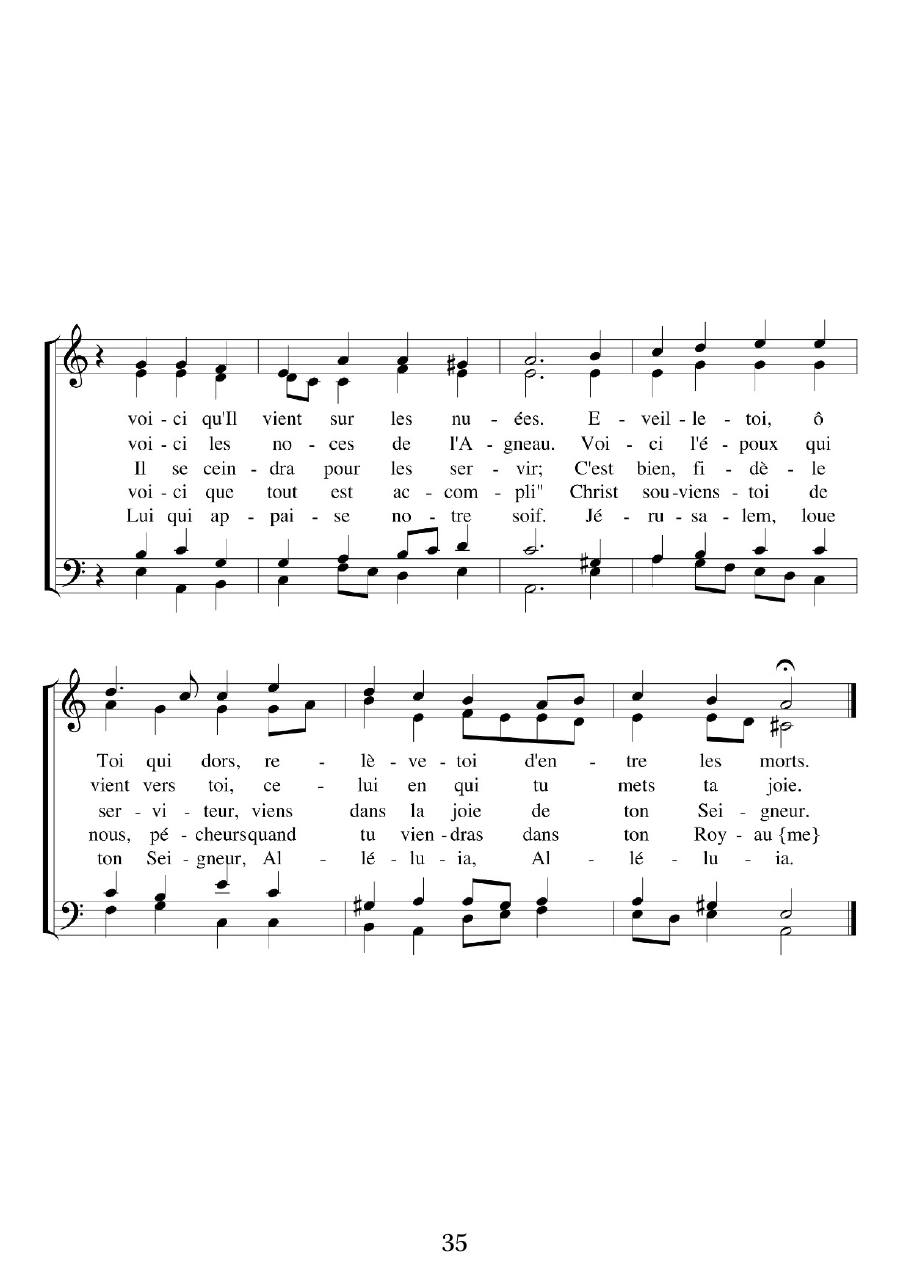 voi - ci qu'Il vient sur les nu - ées. E - veil - le - toi, ô
voi - ci les no - ces de l'A - gneau. Voi - ci l'é - poux qui
Il se cein - dra pour les ser - vir; C'est bien, fi - dè - le
voi - ci que tout est ac - com - pli" Christ sou - viens - toi de
Lui qui ap - pai - se no - tre soif. Jé - ru - sa - lem, loue
Toi qui dors, re - lè - ve - toi d'en - tre les morts.
vient vers toi, ce - lui en qui tu mets ta joie.
ser - vi - teur, viens dans la joie de ton Sei - gneur.
nous, pé - cheursquand tu vien - dras dans ton Roy - au {me}
ton Sei - gneur, Al - lé - lu - ia, Al - lé - lu - ia.
35